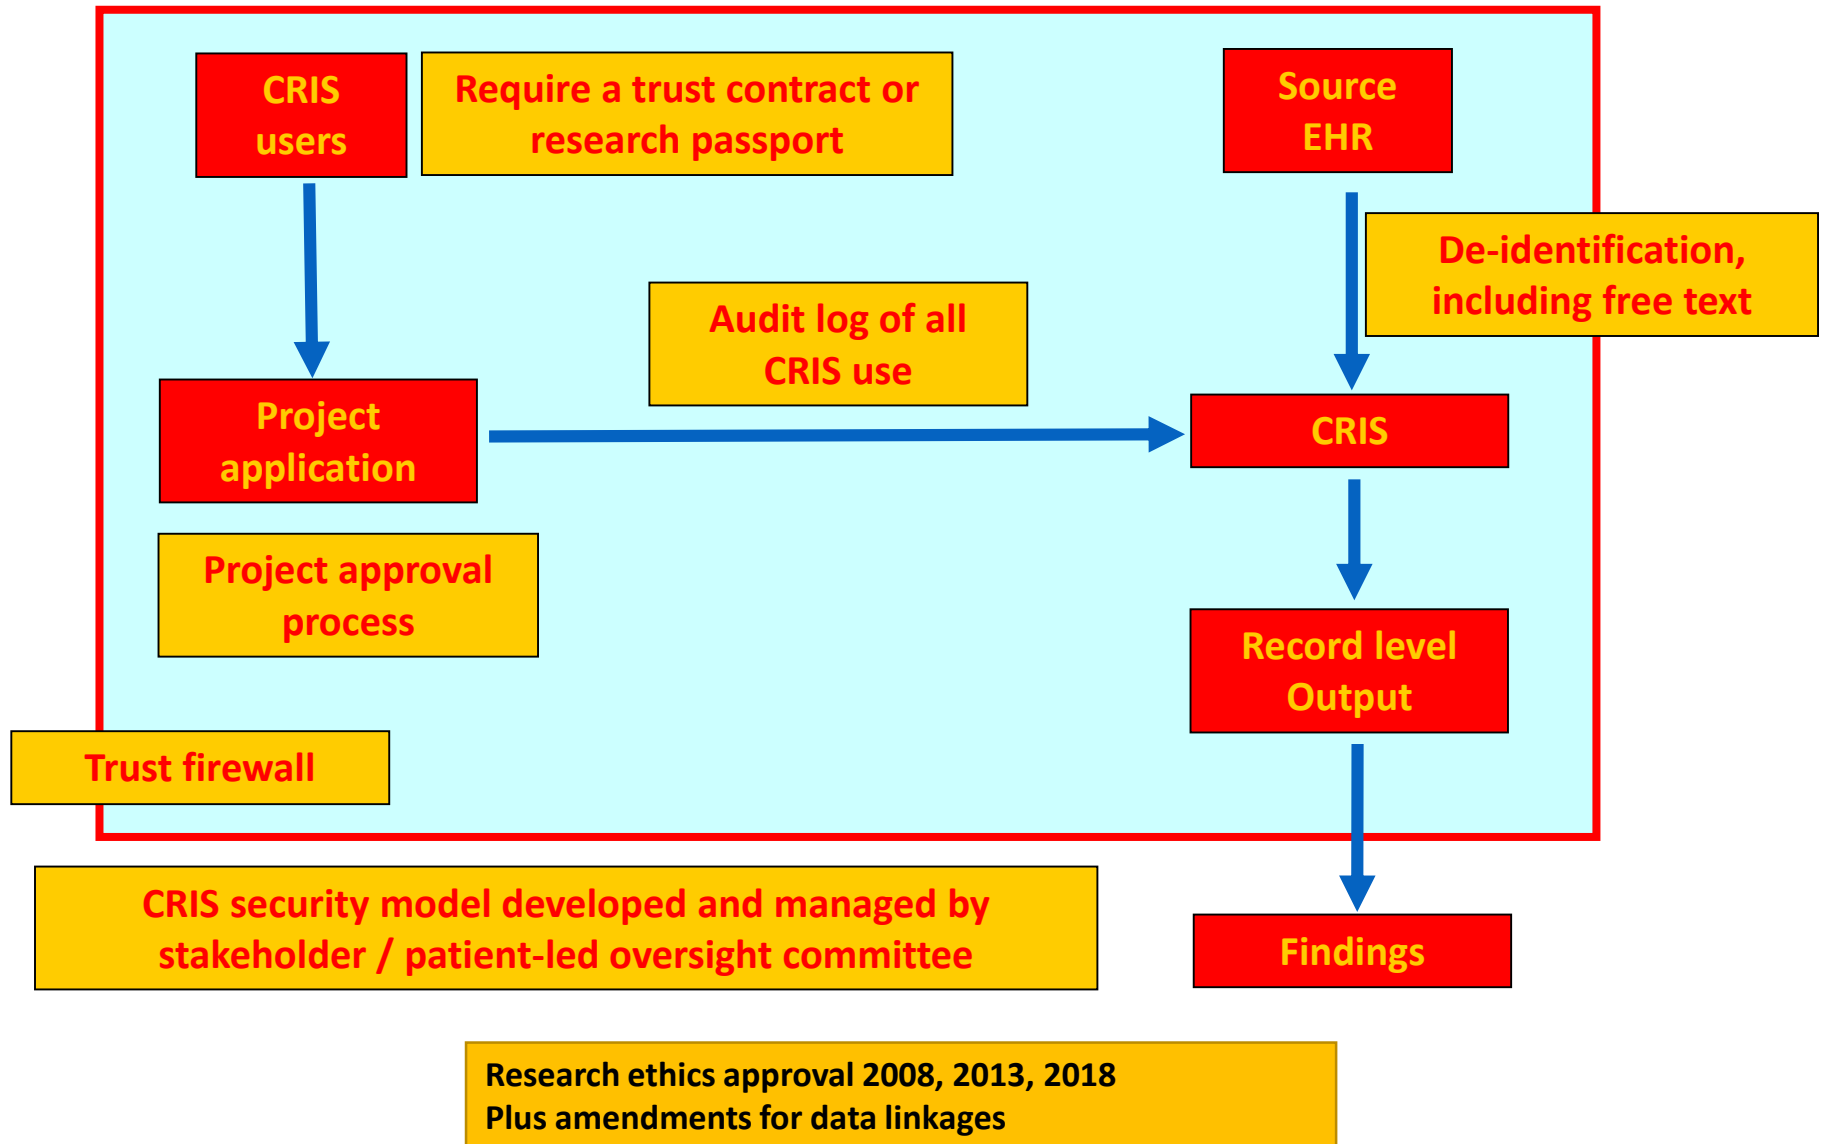 CRIS
users
Require a trust contract or
research passport
Source
EHR
De-identification,
including free text
Audit log of all
CRIS use
Project
application
CRIS
Project approval
process
Record level
Output
Trust firewall
CRIS security model developed and managed by
stakeholder / patient-led oversight committee
Findings
Research ethics approval 2008, 2013, 2018
Plus amendments for data linkages